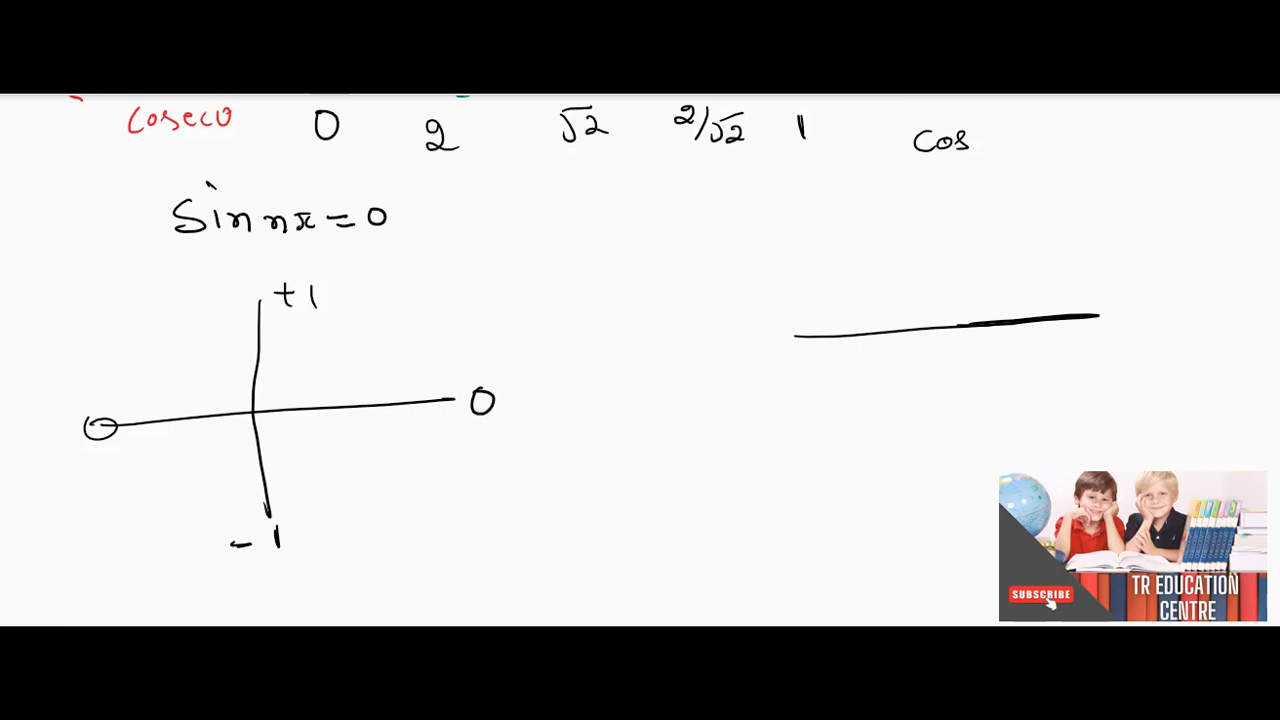 cosecθ 0 2 √2 2/√2 1 cos
Sin nπ = 0
+1
0 0
-1
SUBSCRIBE
TR EDUCATION
CENTRE